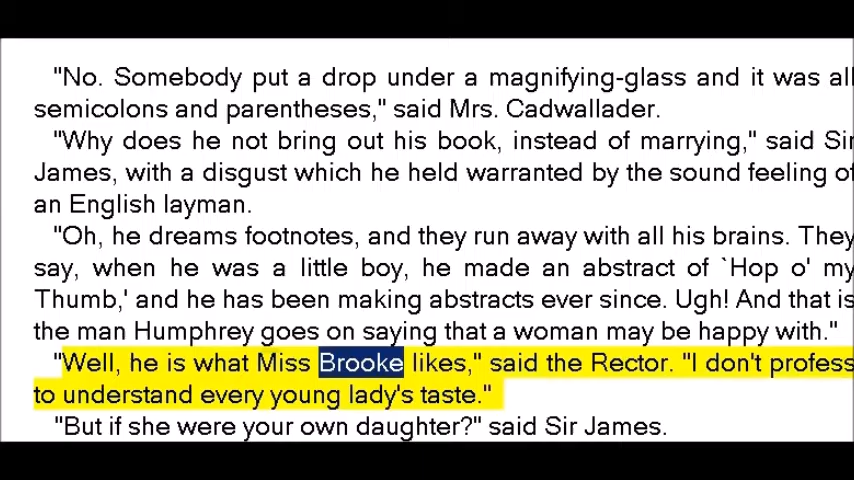 "No. Somebody put a drop under a magnifying-glass and it was all
semicolons and parentheses," said Mrs. Cadwallader.
"Why does he not bring out his book, instead of marrying," said Sir
James, with a disgust which he held warranted by the sound feeling of
an English layman.
"Oh, he dreams footnotes, and they run away with all his brains. They
say, when he was a little boy, he made an abstract of `Hop o' my
Thumb,' and he has been making abstracts ever since. Ugh! And that is
the man Humphrey goes on saying that a woman may be happy with."
"Well, he is what Miss Brooke likes," said the Rector. "I don't profess
to understand every young lady's taste."
"But if she were your own daughter?" said Sir James.